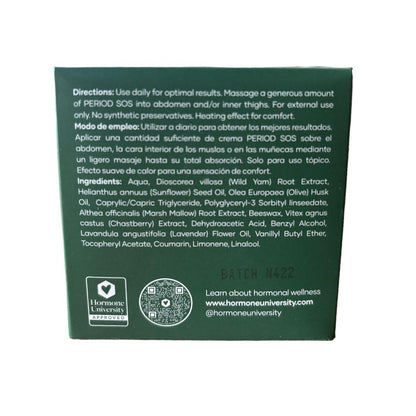 Directions: Use daily for optimal results. Massage a generous amount
of PERIOD SOS into abdomen and/or inner thighs. For external use
only. No synthetic preservatives. Heating effect for comfort.
Modo de empleo: Utilizar a diario para obtener los mejores resultados.
Aplicar una cantidad suficiente de crema PERIOD SOS sobre el
abdomen, la cara interior de los muslos o en las muñecas mediante
un ligero masaje hasta su total absorción. Solo para uso tópico.
Efecto suave de calor para una sensación de confort.
Ingredients: Aqua, Dioscorea villosa (Wild Yam) Root Extract,
Helianthus annuus (Sunflower) Seed Oil, Olea Europaea (Olive) Husk
Oil, Caprylic/Capric Triglyceride, Polyglyceryl-3 Sorbityl linseedate,
Althea officinalis (Marsh Mallow) Root Extract, Beeswax, Vitex agnus
castus (Chastberry) Extract, Dehydroacetic Acid, Benzyl Alcohol,
Lavandula angustifolia (Lavender) Flower Oil, Vanillyl Butyl Ether,
Tocopheryl Acetate, Coumarin, Limonene, Linalool.
BATCH N422
Hormone
University
APPROVED
Learn about hormonal wellness
www.hormoneuniversity.com
@hormoneuniversity